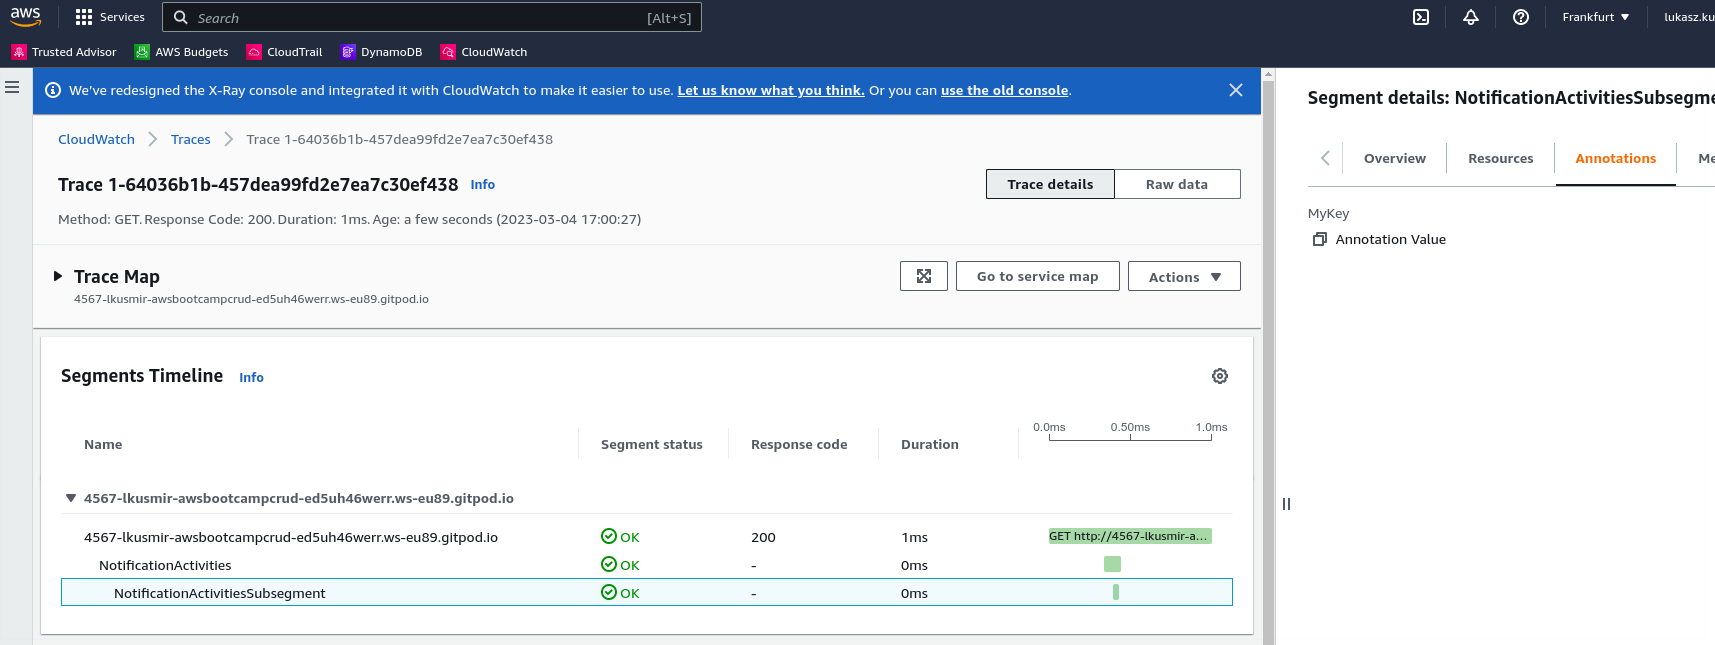 aws
Services
Search
[Alt+S]
Frankfurt
lukasz.ku
Trusted Advisor
AWS Budgets
CloudTrail
DynamoDB
CloudWatch
We've redesigned the X-Ray console and integrated it with CloudWatch to make it easier to use. Let us know what you think. Or you can use the old console.
CloudWatch
Traces
Trace 1-64036b1b-457dea99fd2e7ea7c30ef438
Trace 1-64036b1b-457dea99fd2e7ea7c30ef438 Info
Trace details
Raw data
Method: GET. Response Code: 200. Duration: 1ms. Age: a few seconds (2023-03-04 17:00:27)
Trace Map
4567-lkusmir-awsbootcampcrud-ed5uh46werr.ws-eu89.gitpod.io
Go to service map
Actions
Segments Timeline Info
Name
Segment status
Response code
Duration
0.0ms
0.50ms
1.0ms
4567-lkusmir-awsbootcampcrud-ed5uh46werr.ws-eu89.gitpod.io
4567-lkusmir-awsbootcampcrud-ed5uh46werr.ws-eu89.gitpod.io OK 200 1ms GET http://4567-lkusmir-a...
NotificationActivities OK - 0ms
NotificationActivitiesSubsegment OK - 0ms
Segment details: NotificationActivitiesSubsegme
Overview
Resources
Annotations
Me
MyKey
Annotation Value